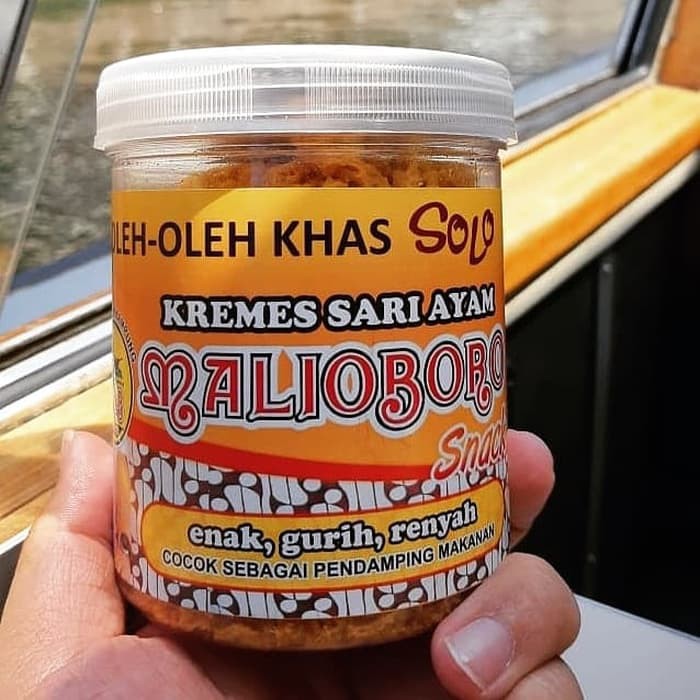 OLEH-OLEH KHAS SOLO
KREMES SARI AYAM
MALIOBORO
Snack
enak, gurih, renyah
COCOK SEBAGAI PENDAMPING MAKANAN